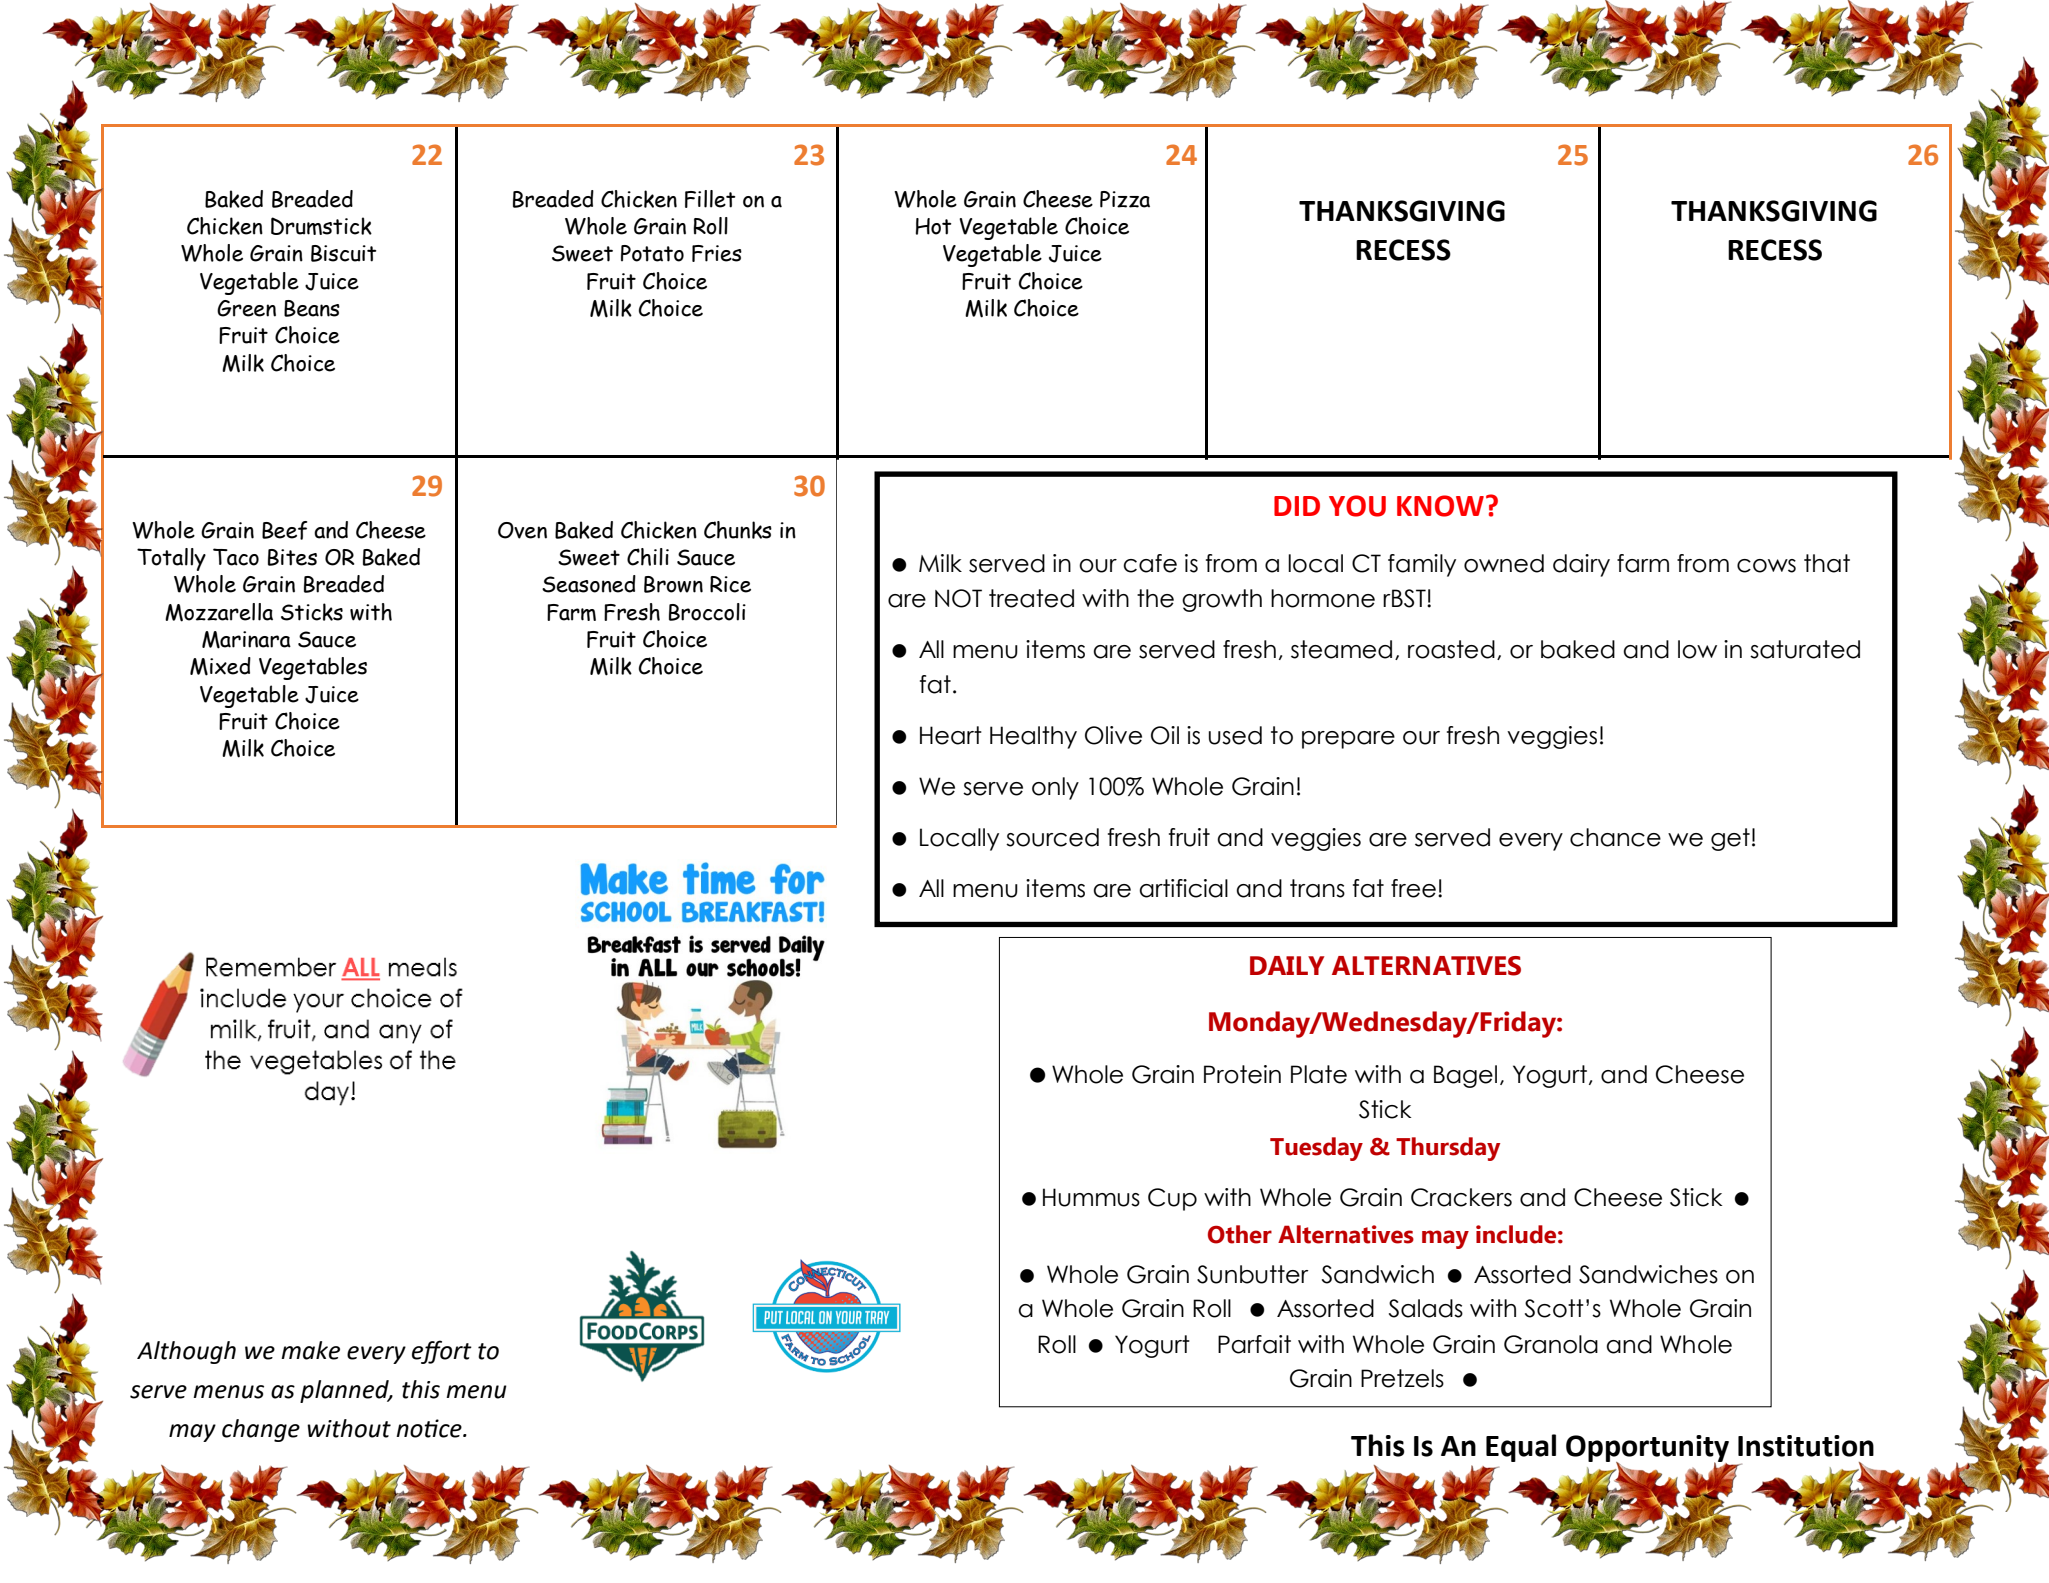 22
Baked Breaded
Chicken Drumstick
Whole Grain Biscuit
Vegetable Juice
Green Beans
Fruit Choice
Milk Choice
23
Breaded Chicken Fillet on a
Whole Grain Roll
Sweet Potato Fries
Fruit Choice
Milk Choice
24
Whole Grain Cheese Pizza
Hot Vegetable Choice
Vegetable Juice
Fruit Choice
Milk Choice
25
THANKSGIVING
RECESS
26
THANKSGIVING
RECESS
29
Whole Grain Beef and Cheese
Totally Taco Bites OR Baked
Whole Grain Breaded
Mozzarella Sticks with
Marinara Sauce
Mixed Vegetables
Vegetable Juice
Fruit Choice
Milk Choice
30
Oven Baked Chicken Chunks in
Sweet Chili Sauce
Seasoned Brown Rice
Farm Fresh Broccoli
Fruit Choice
Milk Choice
DID YOU KNOW?
● Milk served in our cafe is from a local CT family owned dairy farm from cows that
are NOT treated with the growth hormone rBST!
● All menu items are served fresh, steamed, roasted, or baked and low in saturated
fat.
● Heart Healthy Olive Oil is used to prepare our fresh veggies!
● We serve only 100% Whole Grain!
● Locally sourced fresh fruit and veggies are served every chance we get!
● All menu items are artificial and trans fat free!
Remember ALL meals
include your choice of
milk, fruit, and any of
the vegetables of the
day!
Make time for
SCHOOL BREAKFAST!
Breakfast is served Daily
in ALL our schools!
MILK
DAILY ALTERNATIVES
Monday/Wednesday/Friday:
● Whole Grain Protein Plate with a Bagel, Yogurt, and Cheese
Stick
Tuesday & Thursday
● Hummus Cup with Whole Grain Crackers and Cheese Stick ●
Other Alternatives may include:
● Whole Grain Sunbutter Sandwich ● Assorted Sandwiches on
a Whole Grain Roll ● Assorted Salads with Scott’s Whole Grain
Roll ● Yogurt Parfait with Whole Grain Granola and Whole
Grain Pretzels ●
FOODCORPS
CONNECTICUT
PUT LOCAL ON YOUR TRAY
FARM TO SCHOOL
Although we make every effort to
serve menus as planned, this menu
may change without notice.
This Is An Equal Opportunity Institution